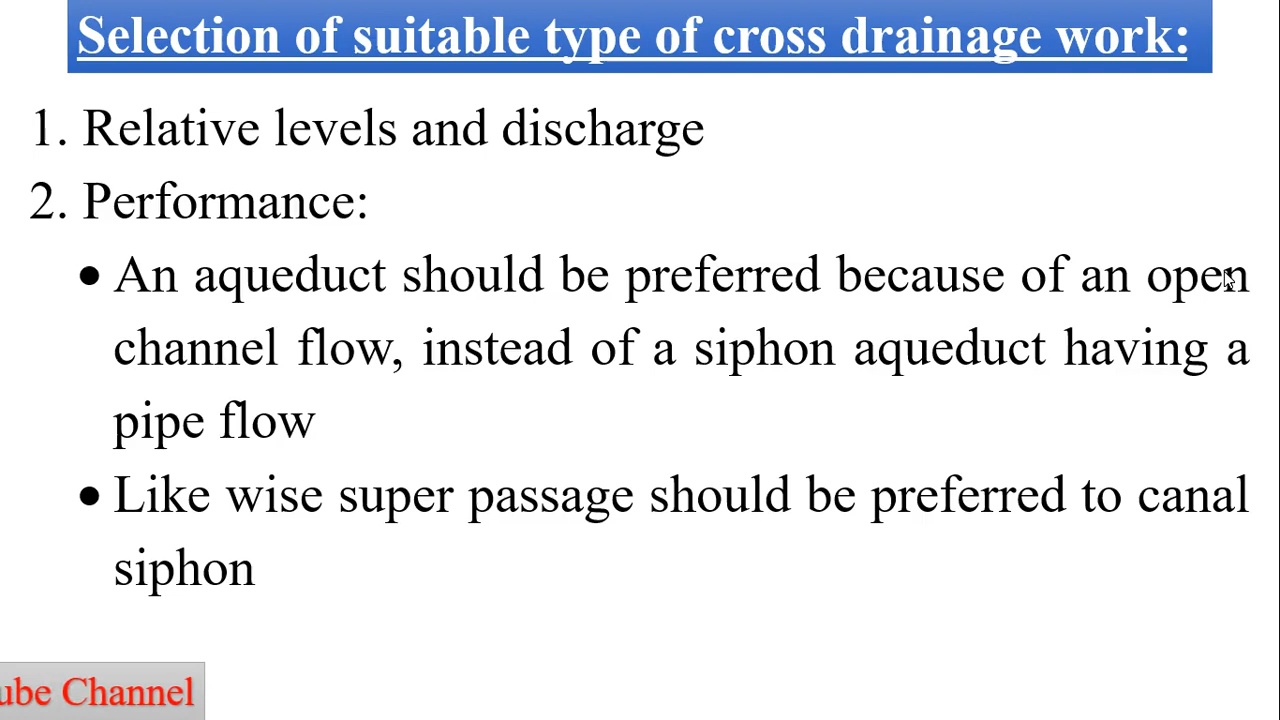 Selection of suitable type of cross drainage work:
1. Relative levels and discharge
2. Performance:
• An aqueduct should be preferred because of an open
channel flow, instead of a siphon aqueduct having a
pipe flow
• Like wise super passage should be preferred to canal
siphon
ube Channel